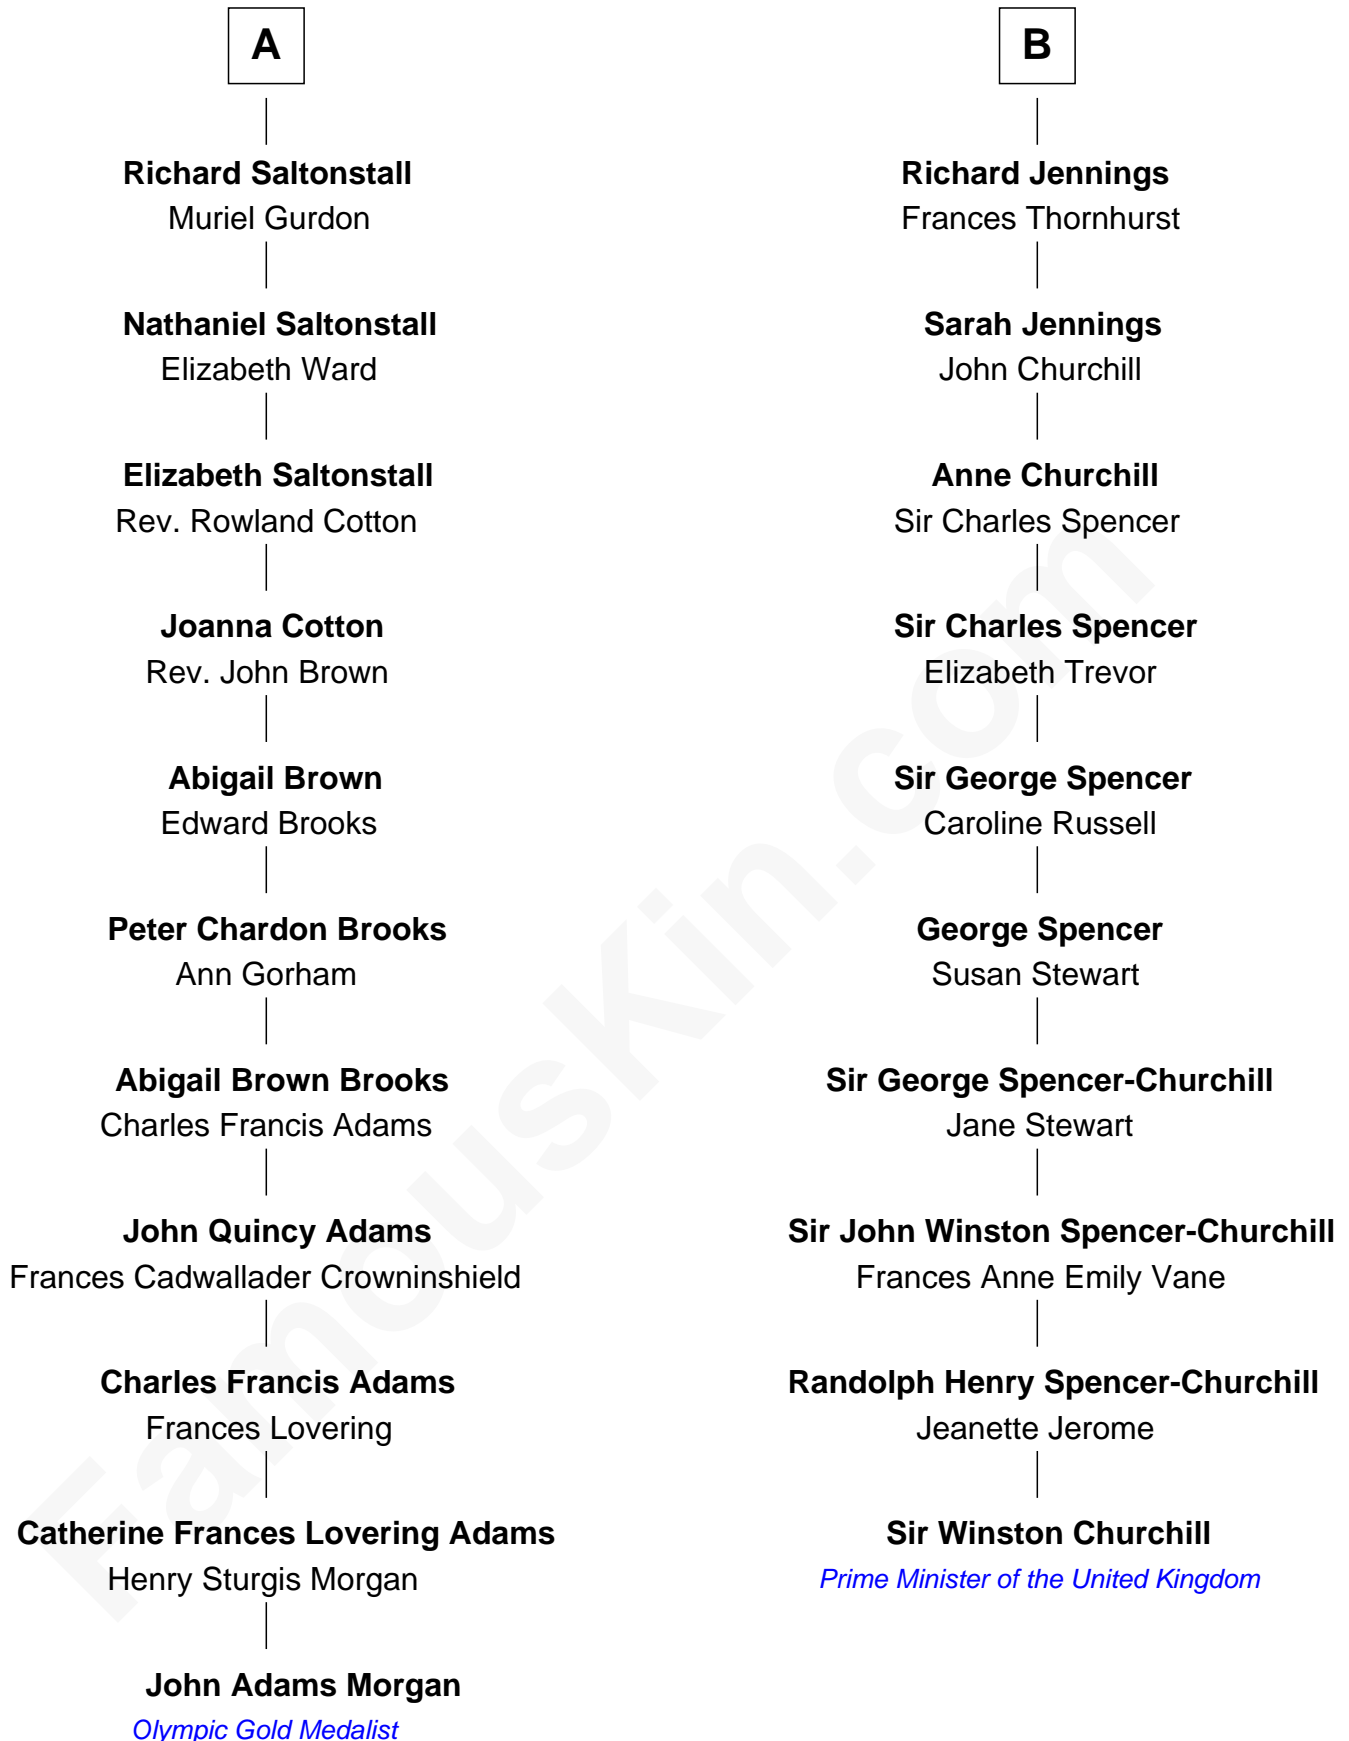 A
Richard Saltonstall
Muriel Gurdon
Nathaniel Saltonstall
Elizabeth Ward
Elizabeth Saltonstall
Rev. Rowland Cotton
Joanna Cotton
Rev. John Brown
Abigail Brown
Edward Brooks
Peter Chardon Brooks
Ann Gorham
Abigail Brown Brooks
Charles Francis Adams
John Quincy Adams
Frances Cadwallader Crowninshield
Charles Francis Adams
Frances Lovering
Catherine Frances Lovering Adams
Henry Sturgis Morgan
John Adams Morgan
Olympic Gold Medalist
B
Richard Jennings
Frances Thornhurst
Sarah Jennings
John Churchill
Anne Churchill
Sir Charles Spencer
Sir Charles Spencer
Elizabeth Trevor
Sir George Spencer
Caroline Russell
George Spencer
Susan Stewart
Sir George Spencer-Churchill
Jane Stewart
Sir John Winston Spencer-Churchill
Frances Anne Emily Vane
Randolph Henry Spencer-Churchill
Jeanette Jerome
Sir Winston Churchill
Prime Minister of the United Kingdom
FamousKin.com